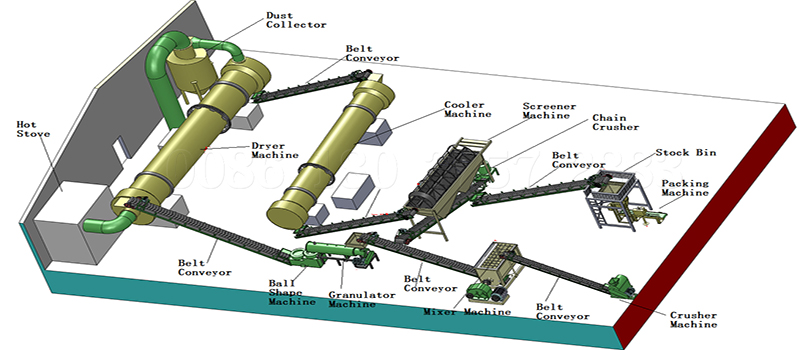 Dust
Collector
Belt
Conveyor
Hot
Stove
Dryer
Machine
Cooler
Machine
Screener
Machine
Chain
Crusher
Belt
Conveyor
Stock Bin
Packing
Machine
Belt
Conveyor
Ball
Shape
Machine
Granulator
Machine
Belt
Conveyor
Mixer Machine
Belt
Conveyor
Crusher
Machine